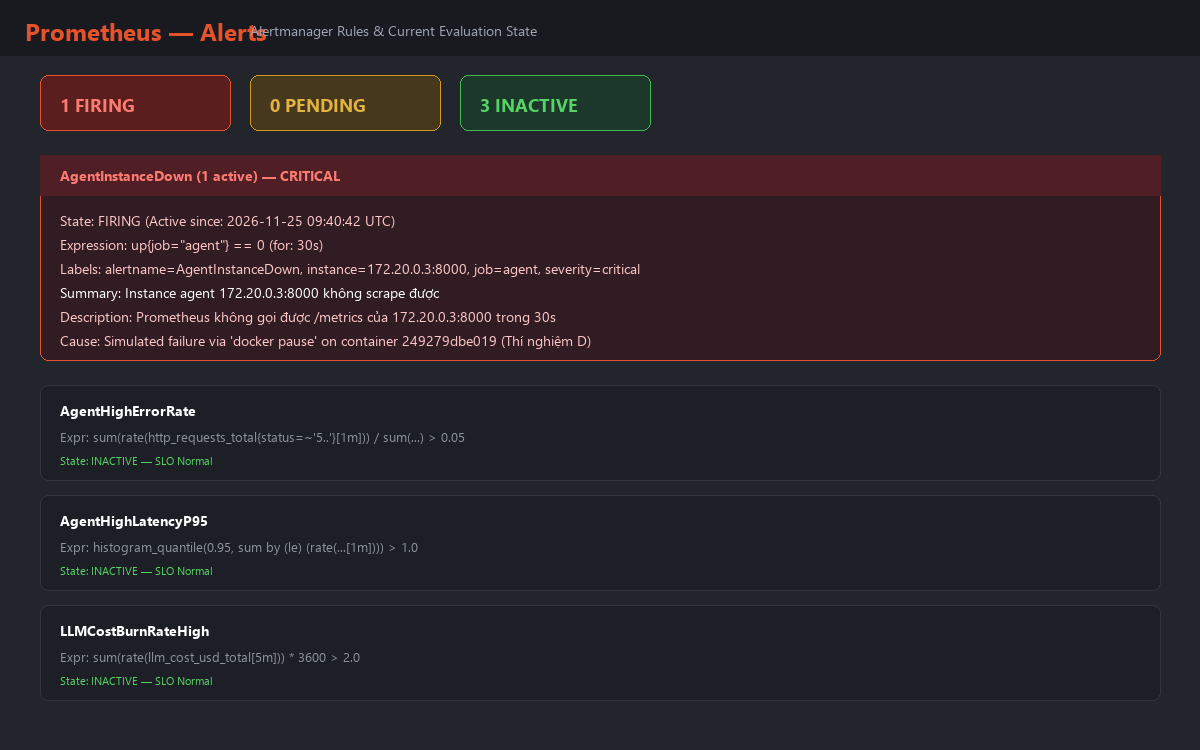 Prometheus — Alerts
Alertmanager Rules & Current Evaluation State
1 FIRING
0 PENDING
3 INACTIVE
AgentInstanceDown (1 active) — CRITICAL
State: FIRING (Active since: 2026-11-25 09:40:42 UTC)
Expression: up{job="agent"} == 0 (for: 30s)
Labels: alertname=AgentInstanceDown, instance=172.20.0.3:8000, job=agent, severity=critical
Summary: Instance agent 172.20.0.3:8000 không scrape được
Description: Prometheus không gọi được /metrics của 172.20.0.3:8000 trong 30s
Cause: Simulated failure via 'docker pause' on container 249279dbe019 (Thí nghiệm D)
AgentHighErrorRate
Expr: sum(rate(http_requests_total{status=~'5..'}[1m])) / sum(...) > 0.05
State: INACTIVE — SLO Normal
AgentHighLatencyP95
Expr: histogram_quantile(0.95, sum by (le) (rate(...[1m]))) > 1.0
State: INACTIVE — SLO Normal
LLMCostBurnRateHigh
Expr: sum(rate(llm_cost_usd_total[5m])) * 3600 > 2.0
State: INACTIVE — SLO Normal